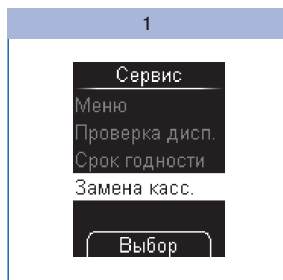 1
Сервис
Меню
Проверка дисп.
Срок годности
Замена касс.
Выбор